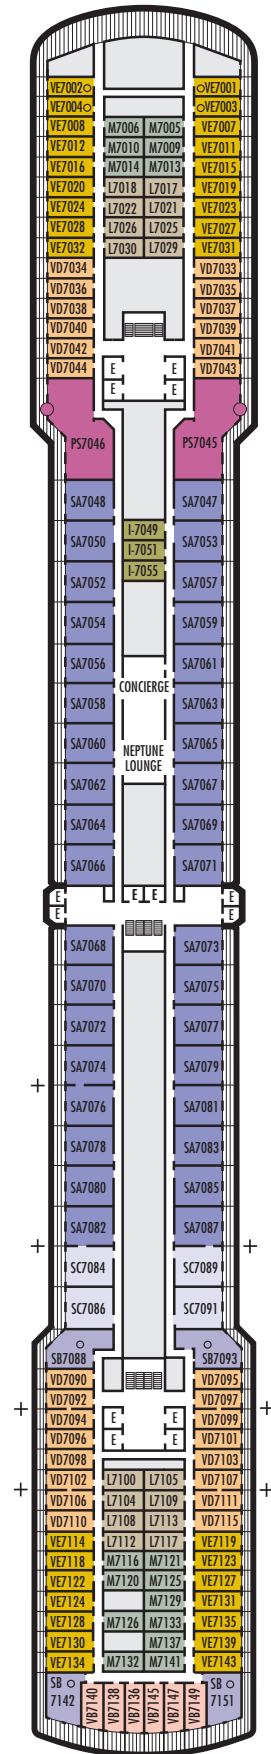 VE7002 VE7001
VE7004 VE7003
VE7008 M7006 M7005 VE7007
VE7012 M7010 M7009 VE7011
VE7016 M7014 M7013 VE7015
VE7020 L7018 L7017 VE7019
VE7024 L7022 L7021 VE7023
VE7028 L7026 L7025 VE7027
VE7032 L7030 L7029 VE7031
VD7034 VD7033
VD7036 VD7035
VD7038 VD7037
VD7040 VD7039
VD7042 VD7041
VD7044 E E VD7043
E E
PS7046 PS7045
SA7048 SA7047
I-7049
SA7050 SA7053
I-7051
I-7055
SA7052 SA7057
SA7054 SA7059
SA7056 SA7061
CONCIERGE
SA7058 SA7063
SA7060 NEPTUNE SA7065
LOUNGE
SA7062 SA7067
SA7064 SA7069
SA7066 SA7071
E E E E
E E
SA7068 SA7073
SA7070 SA7075
SA7072 SA7077
SA7074 SA7079
SA7076 SA7081
SA7078 SA7083
SA7080 SA7085
SA7082 SA7087
SC7084 SC7089
SC7086 SC7091
SB7088 SB7093
VD7090 VD7095
VD7092 VD7097
VD7094 E E VD7099
VD7096 E E VD7101
VD7098 VD7103
VD7102 L7100 L7105 VD7107
VD7106 L7104 L7109 VD7111
VD7110 L7108 L7113 VD7115
VE7114 L7112 L7117 VE7119
VE7118 M7116 M7121 VE7123
VE7122 M7120 M7125 VE7127
VE7124 M7129 VE7131
VE7128 M7126 M7133 VE7135
VE7130 M7137 VE7139
VE7134 M7132 M7141 VE7143
SB 7142 VB7140 VB7138 VB7136 VB7145 VB7147 VB7149 SB 7151